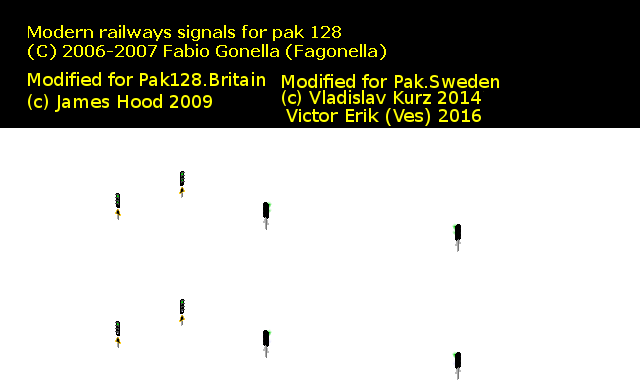 Modern railways signals for pak 128
(C) 2006-2007 Fabio Gonella (Fagonella)
Modified for Pak128.Britain
(c) James Hood 2009
Modified for Pak.Sweden
(c) Vladislav Kurz 2014
Victor Erik (Ves) 2016